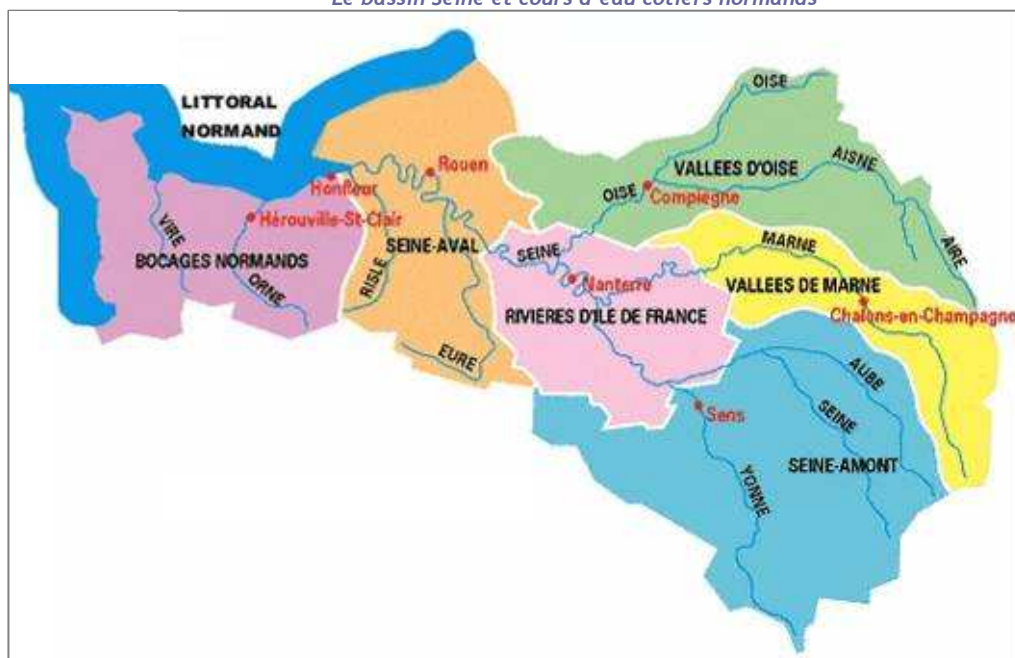 Le bassin Seine et cours d'eau côtiers normands
LITTORAL
NORMAND
OISE
Rouen
VALLEES D'OISE
AISNE
Honfleur
OISE
Compiègne
Hérouville-St-Clair
VIRE
SEINE-AVAL
SEINE
MARNE
AIRE
BOCAGES NORMANDS
ORNE
RISLE
Nanterre
VALLEES DE MARNE
Chalons-en-Champagne
RIVIERES D'ILE DE FRANCE
EURE
AUBE
Sens
SEINE
SEINE-AMONT
YONNE